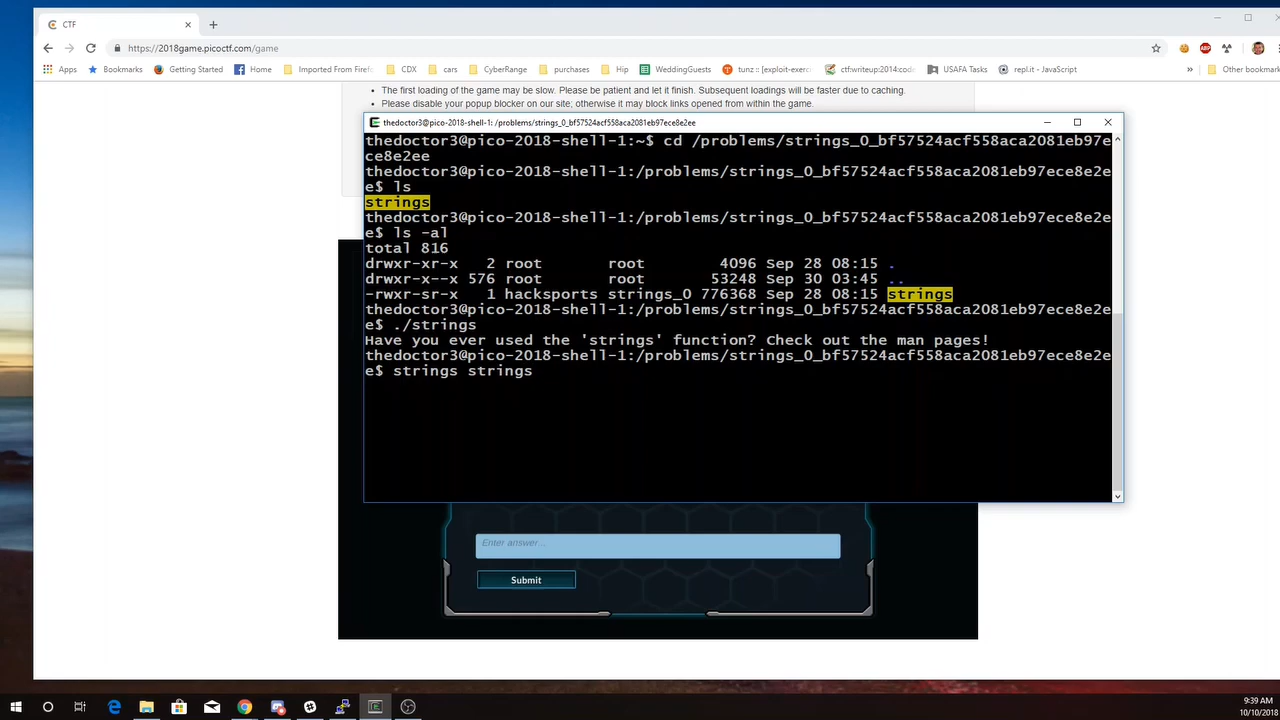 CTF
https://2018game.picoctf.com/game
Apps Bookmarks Getting Started Home Imported From Firef CDX cars CyberRange purchases Hip WeddingGuests tunz ::: [exploit-exerci ctf:writeup:2014:code USAFA Tasks repl.it - JavaScript » Other bookmark
The first loading of the game may be slow. Please be patient and let it finish. Subsequent loadings will be faster due to caching.
Please disable your popup blocker on our site; otherwise it may block links opened from within the game.
thedoctor3@pico-2018-shell-1: /problems/strings_0_bf57524acf558aca2081eb97ece8e2ee
thedoctor3@pico-2018-shell-1:~$ cd /problems/strings_0_bf57524acf558aca2081eb97e
ce8e2ee
thedoctor3@pico-2018-shell-1:/problems/strings_0_bf57524acf558aca2081eb97ece8e2e
e$ ls
strings
thedoctor3@pico-2018-shell-1:/problems/strings_0_bf57524acf558aca2081eb97ece8e2e
e$ ls -al
total 816
drwxr-xr-x 2 root root 4096 Sep 28 08:15 .
drwxr-x--x 576 root root 53248 Sep 30 03:45 ..
-rwxr-sr-x 1 hacksports strings_0 776368 Sep 28 08:15 strings
thedoctor3@pico-2018-shell-1:/problems/strings_0_bf57524acf558aca2081eb97ece8e2e
e$ ./strings
Have you ever used the 'strings' function? Check out the man pages!
thedoctor3@pico-2018-shell-1:/problems/strings_0_bf57524acf558aca2081eb97ece8e2e
e$ strings strings
Enter answer...
Submit
9:39 AM
10/10/2018